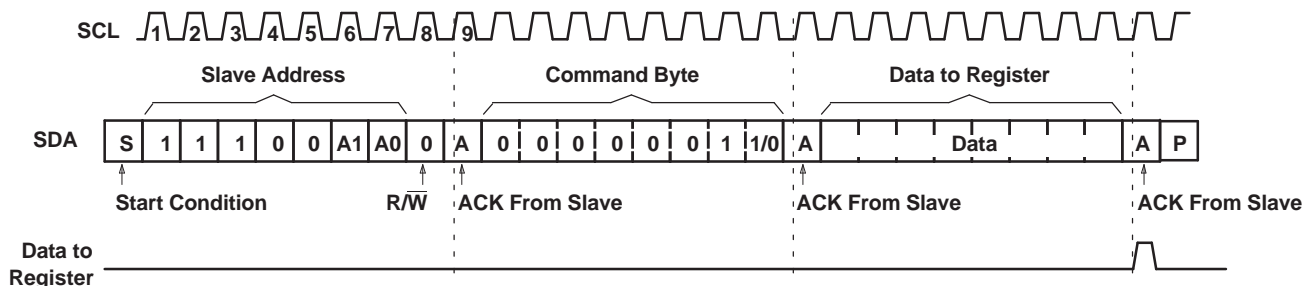 SCL 1 2 3 4 5 6 7 8 9
Slave Address Command Byte Data to Register
SDA S 1 1 1 0 0 A1 A0 0 A 0 0 0 0 0 0 1 1/0 A Data A P
Start Condition R/W̅ ACK From Slave ACK From Slave ACK From Slave
Data to
Register